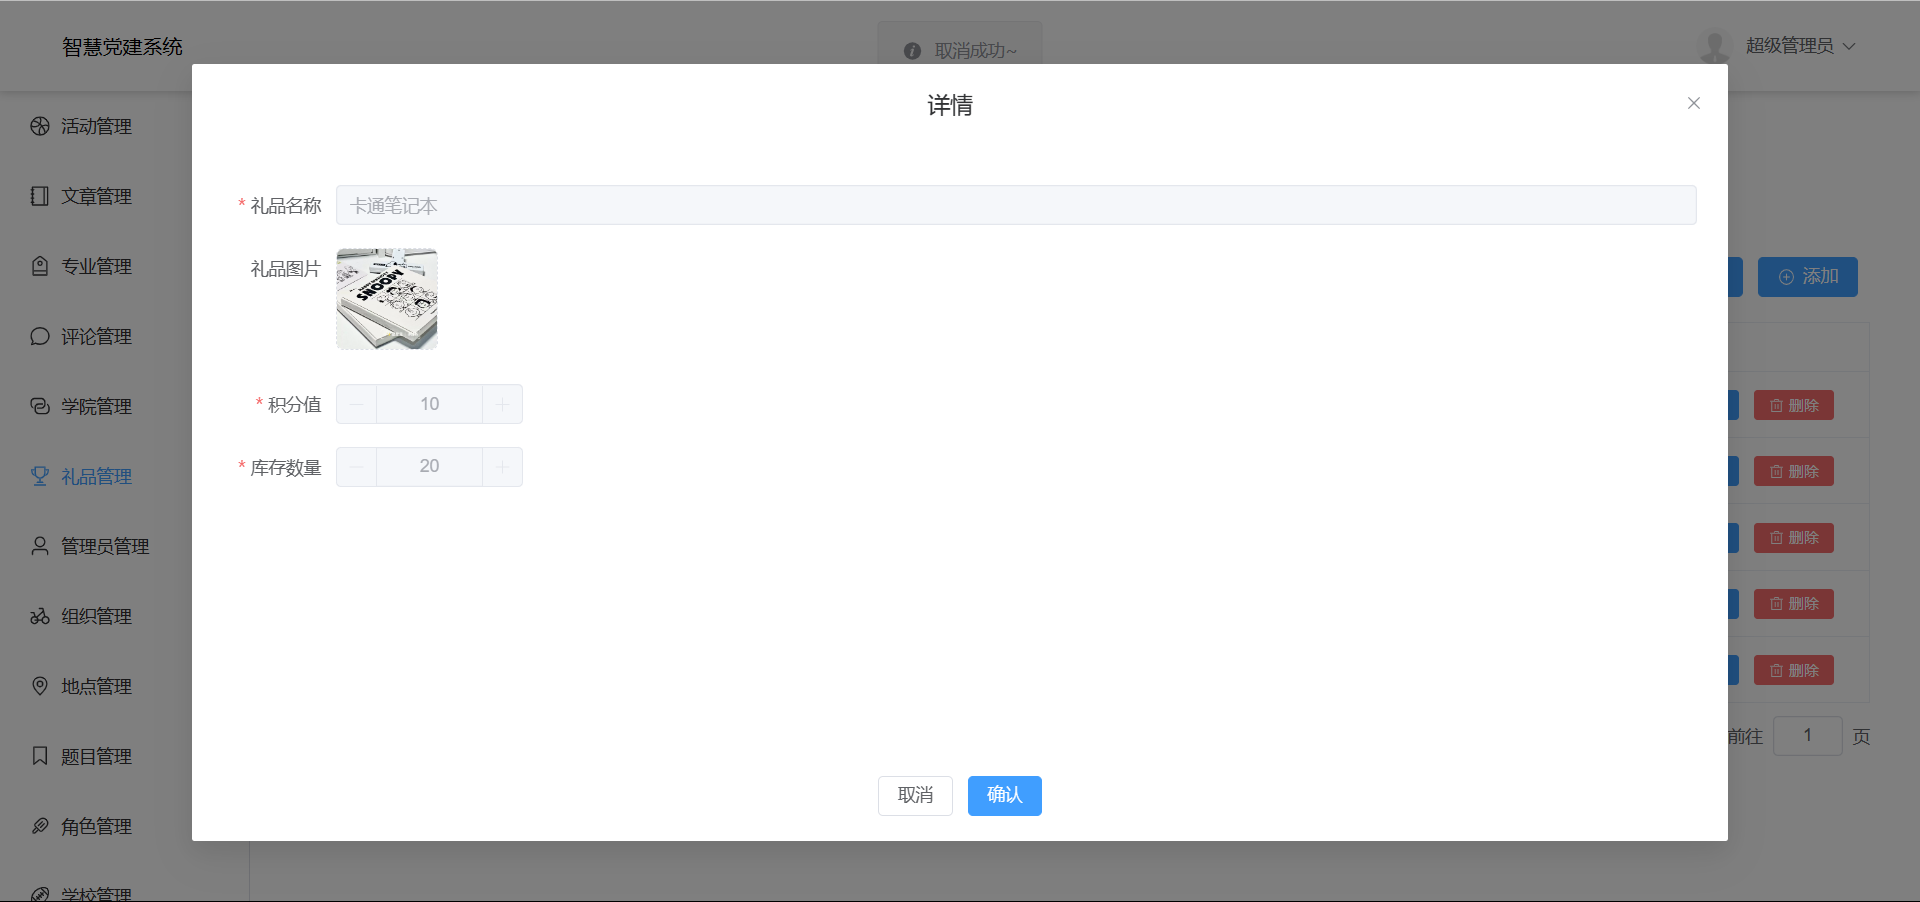 智慧党建系统
取消成功~
超级管理员
活动管理
文章管理
专业管理
评论管理
学院管理
礼品管理
管理员管理
组织管理
地点管理
题目管理
角色管理
学校管理
详情
* 礼品名称 卡通笔记本
礼品图片
SNOOPY
* 积分值 10
* 库存数量 20
取消 确认
添加
删除
删除
删除
删除
删除
前往 1 页